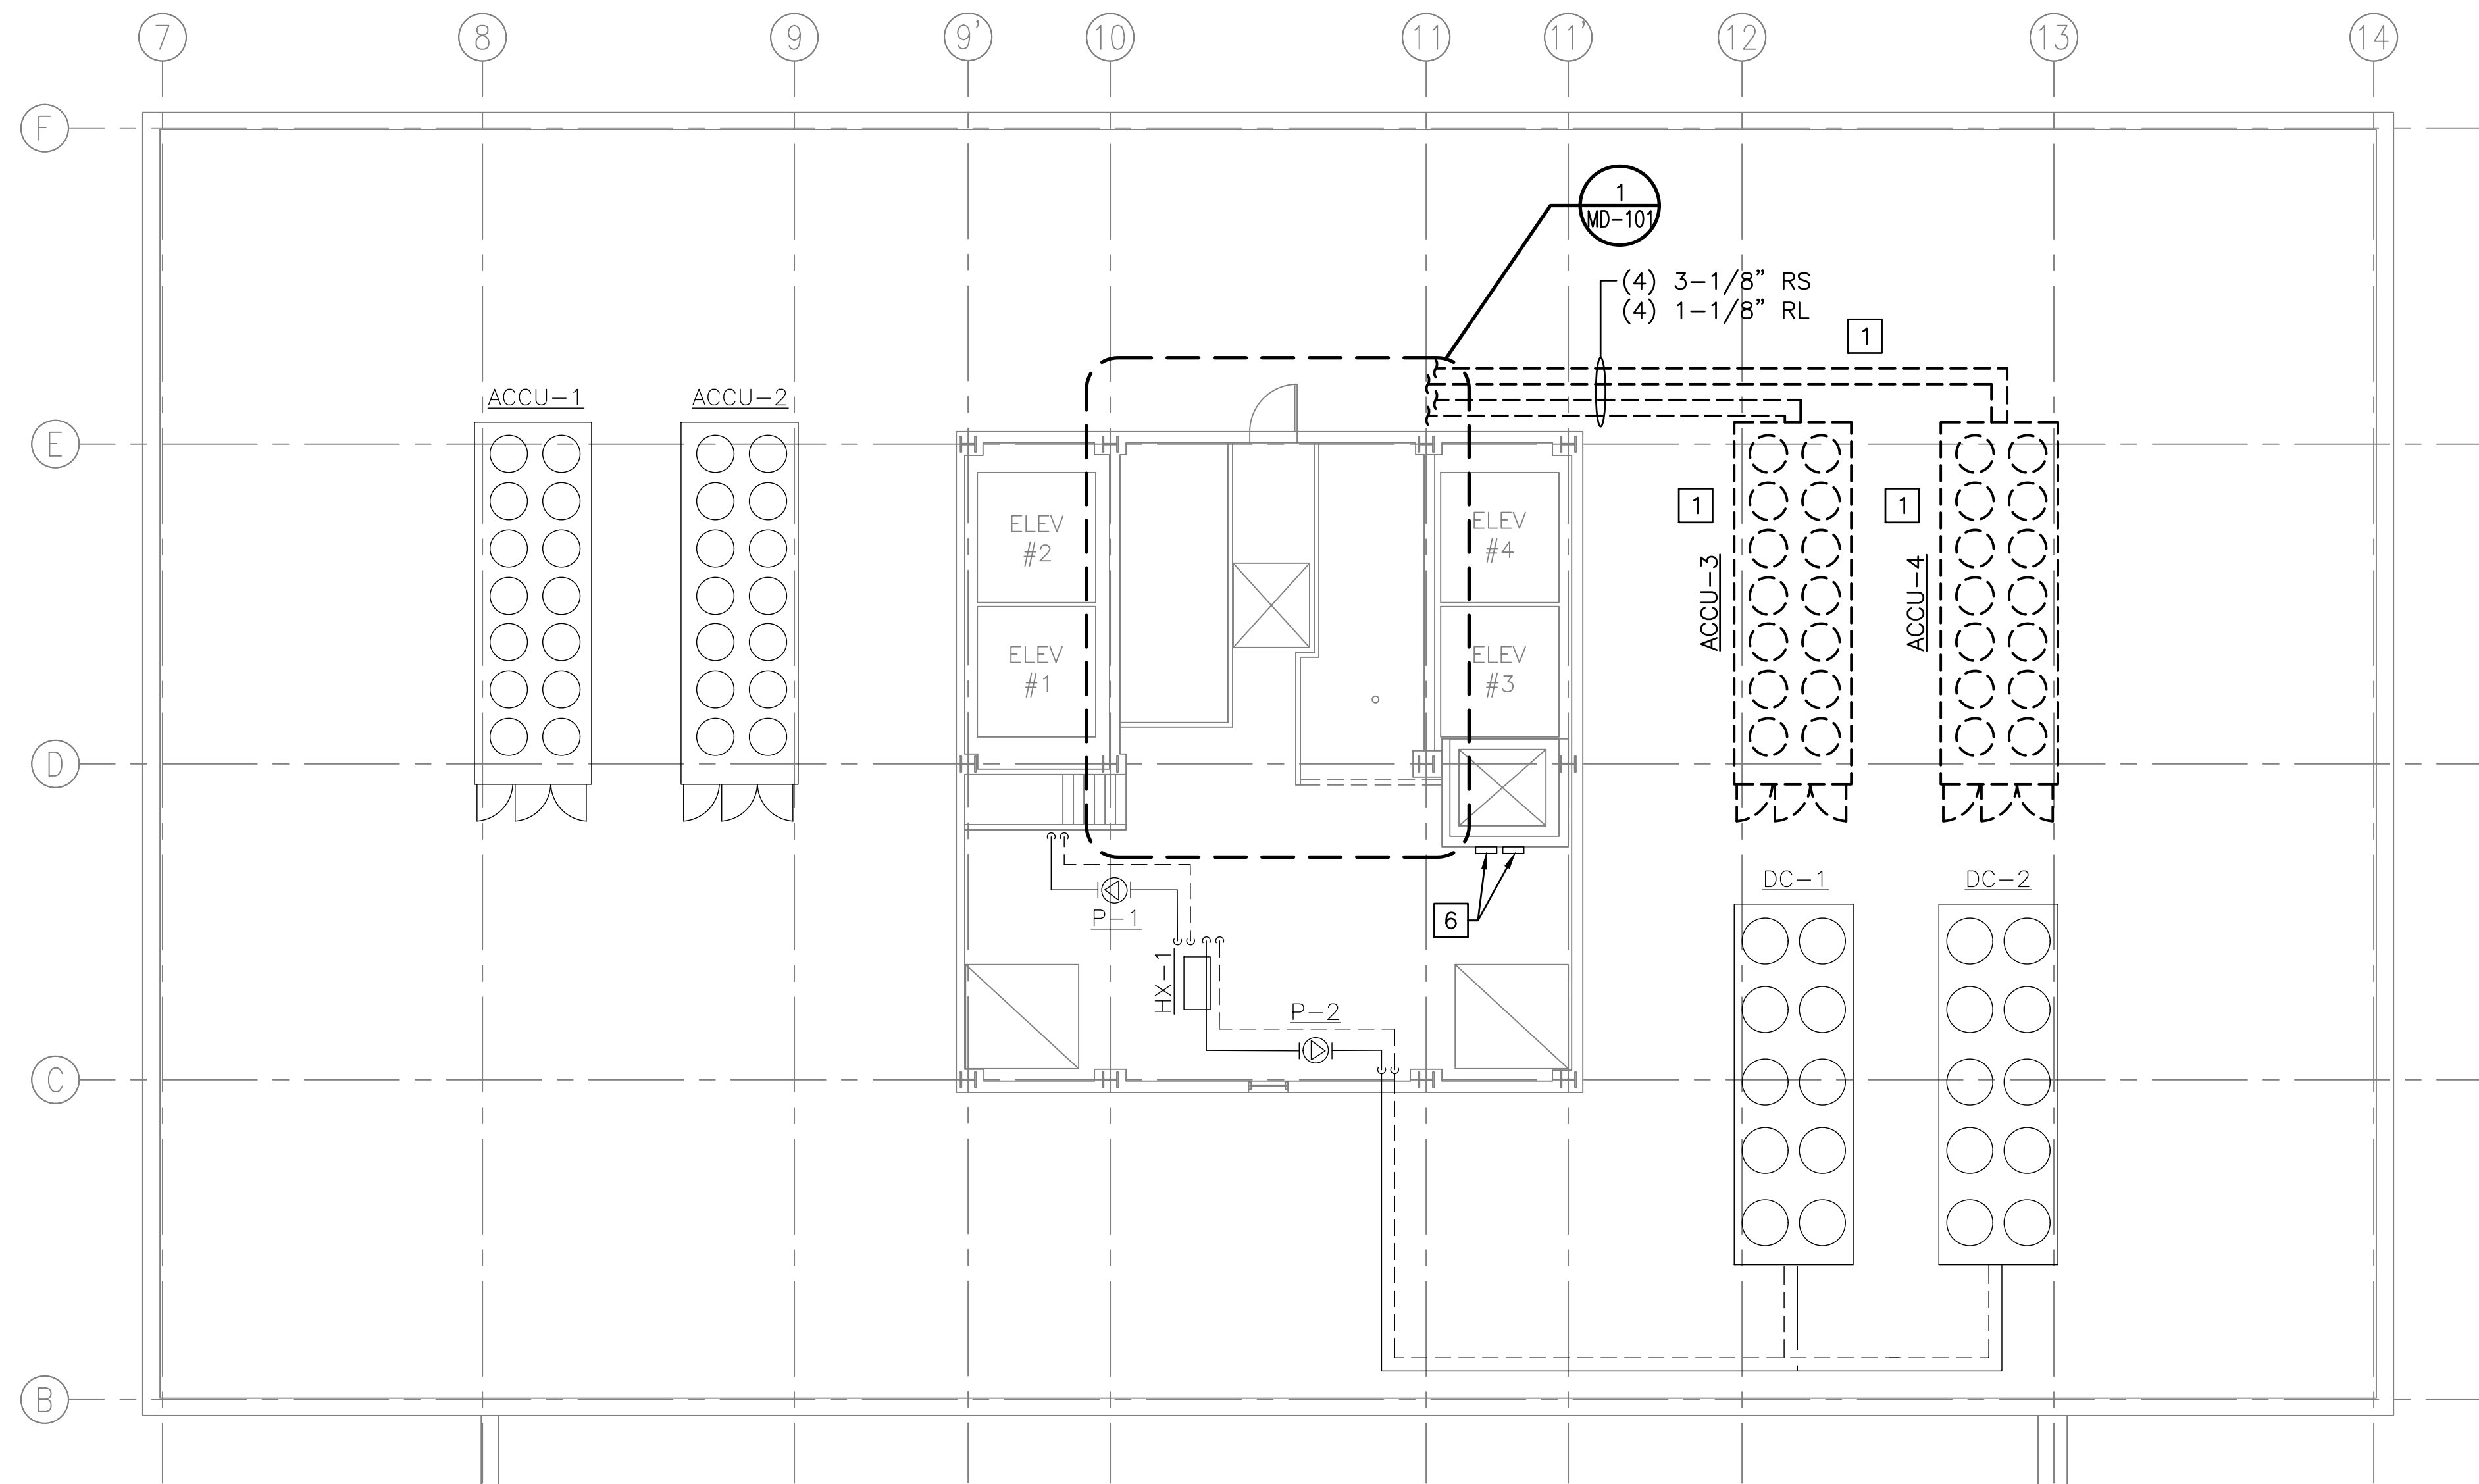 7
8
9
9'
10
11
11'
12
13
14
F
1
MD-101
(4) 3-1/8" RS
(4) 1-1/8" RL
1
ACCU-1
ACCU-2
E
1
1
ELEV
#2
ELEV
#4
ACCU-3
ACCU-4
ELEV
#1
ELEV
#3
D
DC-1
DC-2
P-1
6
HX-1
P-2
C
B